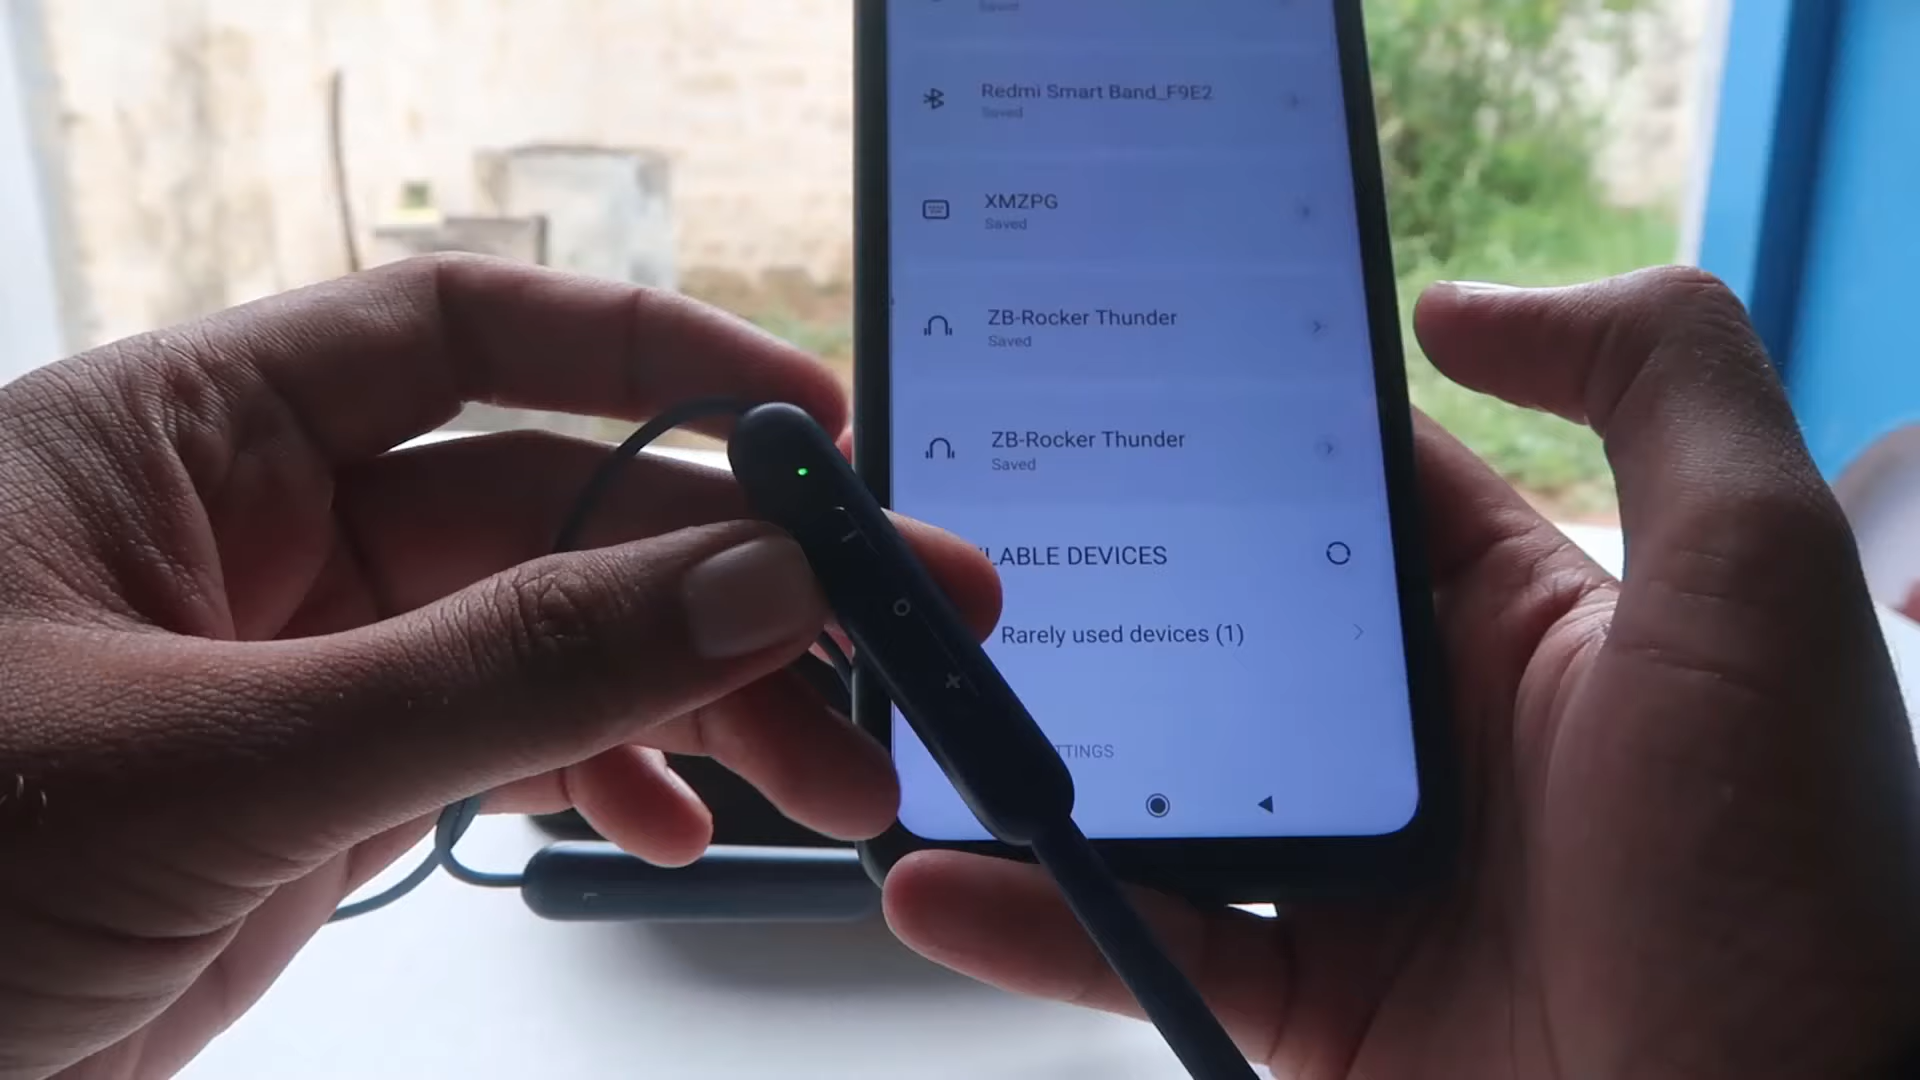 Saved
Redmi Smart Band_F9E2
Saved
XMZPG
Saved
ZB-Rocker Thunder
Saved
ZB-Rocker Thunder
Saved
LABLE DEVICES
Rarely used devices (1)
TTINGS